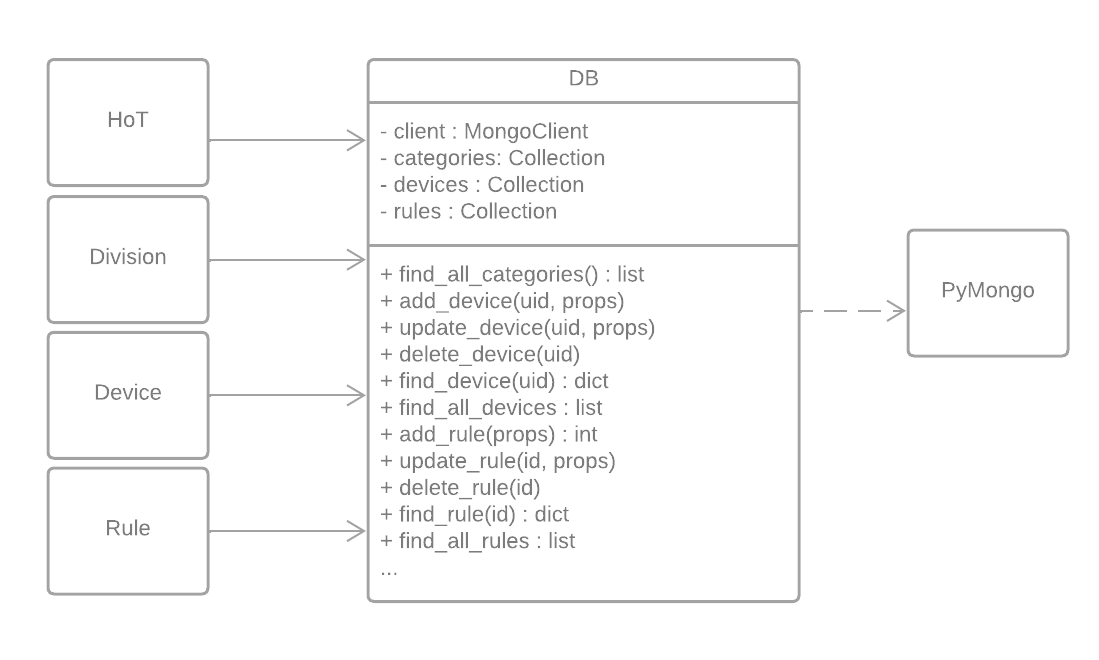 HoT
Division
Device
Rule
DB
- client : MongoClient
- categories: Collection
- devices : Collection
- rules : Collection
+ find_all_categories() : list
+ add_device(uid, props)
+ update_device(uid, props)
+ delete_device(uid)
+ find_device(uid) : dict
+ find_all_devices : list
+ add_rule(props) : int
+ update_rule(id, props)
+ delete_rule(id)
+ find_rule(id) : dict
+ find_all_rules : list
...
PyMongo